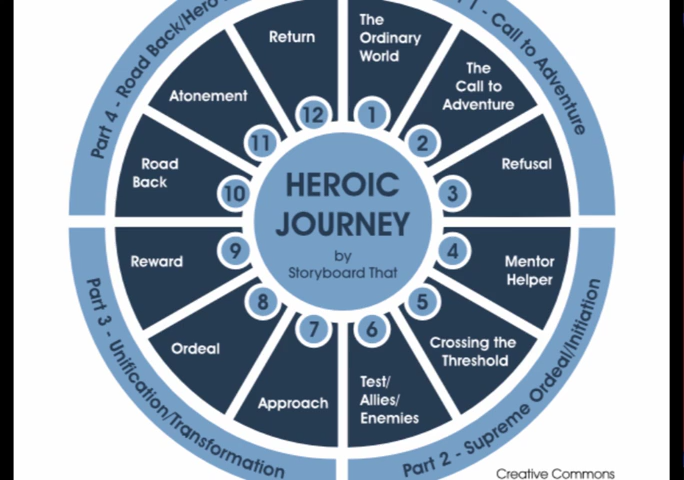 HEROIC
JOURNEY
by
Storyboard That
Part 1 - Call to Adventure
1
The
Ordinary
World
2
The
Call to
Adventure
3
Refusal
Part 2 - Supreme Ordeal/Initiation
4
Mentor
Helper
5
Crossing the
Threshold
6
Test/
Allies/
Enemies
Part 3 - Unification/Transformation
7
Approach
8
Ordeal
9
Reward
Part 4 - Road Back/Hero
10
Road
Back
11
Atonement
12
Return
Creative Commons